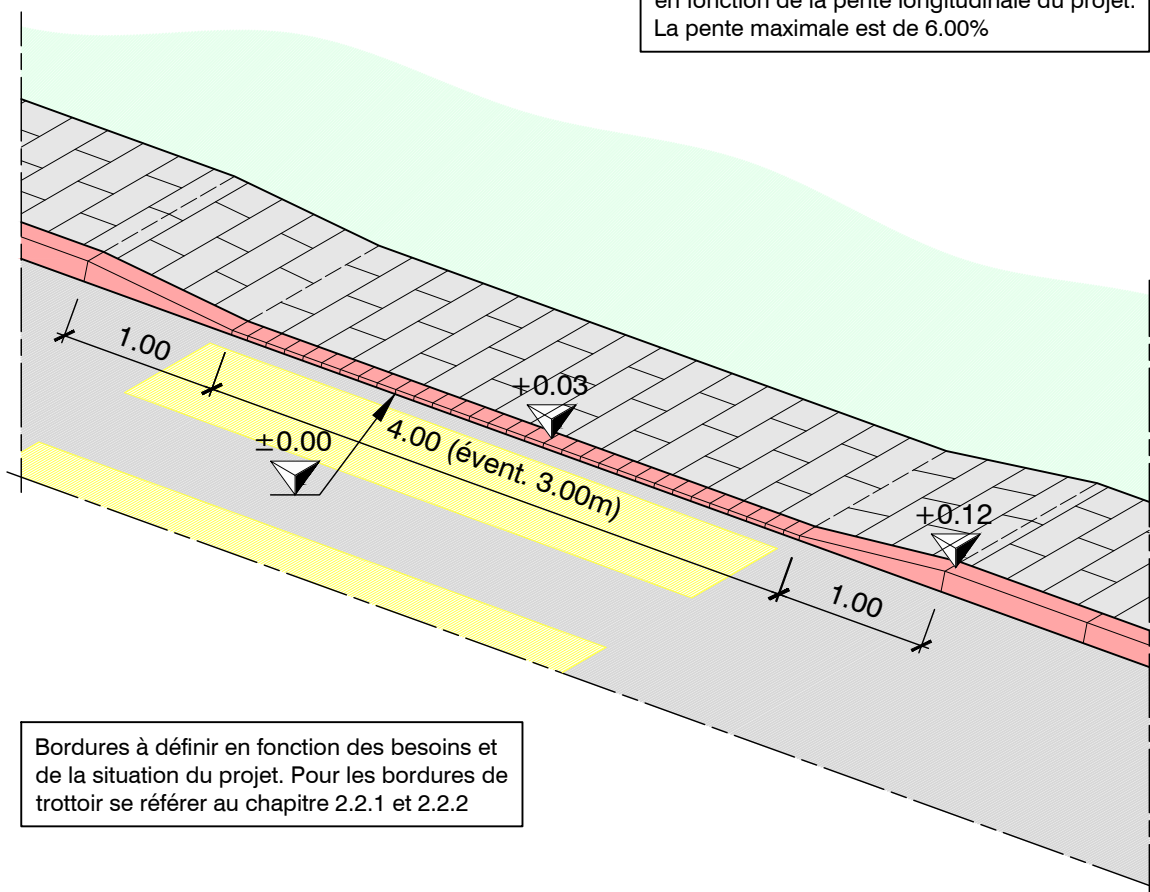 en fonction de la pente longitudinale du projet.
La pente maximale est de 6.00%
1.00
+0.03
±0.00
4.00 (évent. 3.00m)
+0.12
1.00
Bordures à définir en fonction des besoins et
de la situation du projet. Pour les bordures de
trottoir se référer au chapitre 2.2.1 et 2.2.2